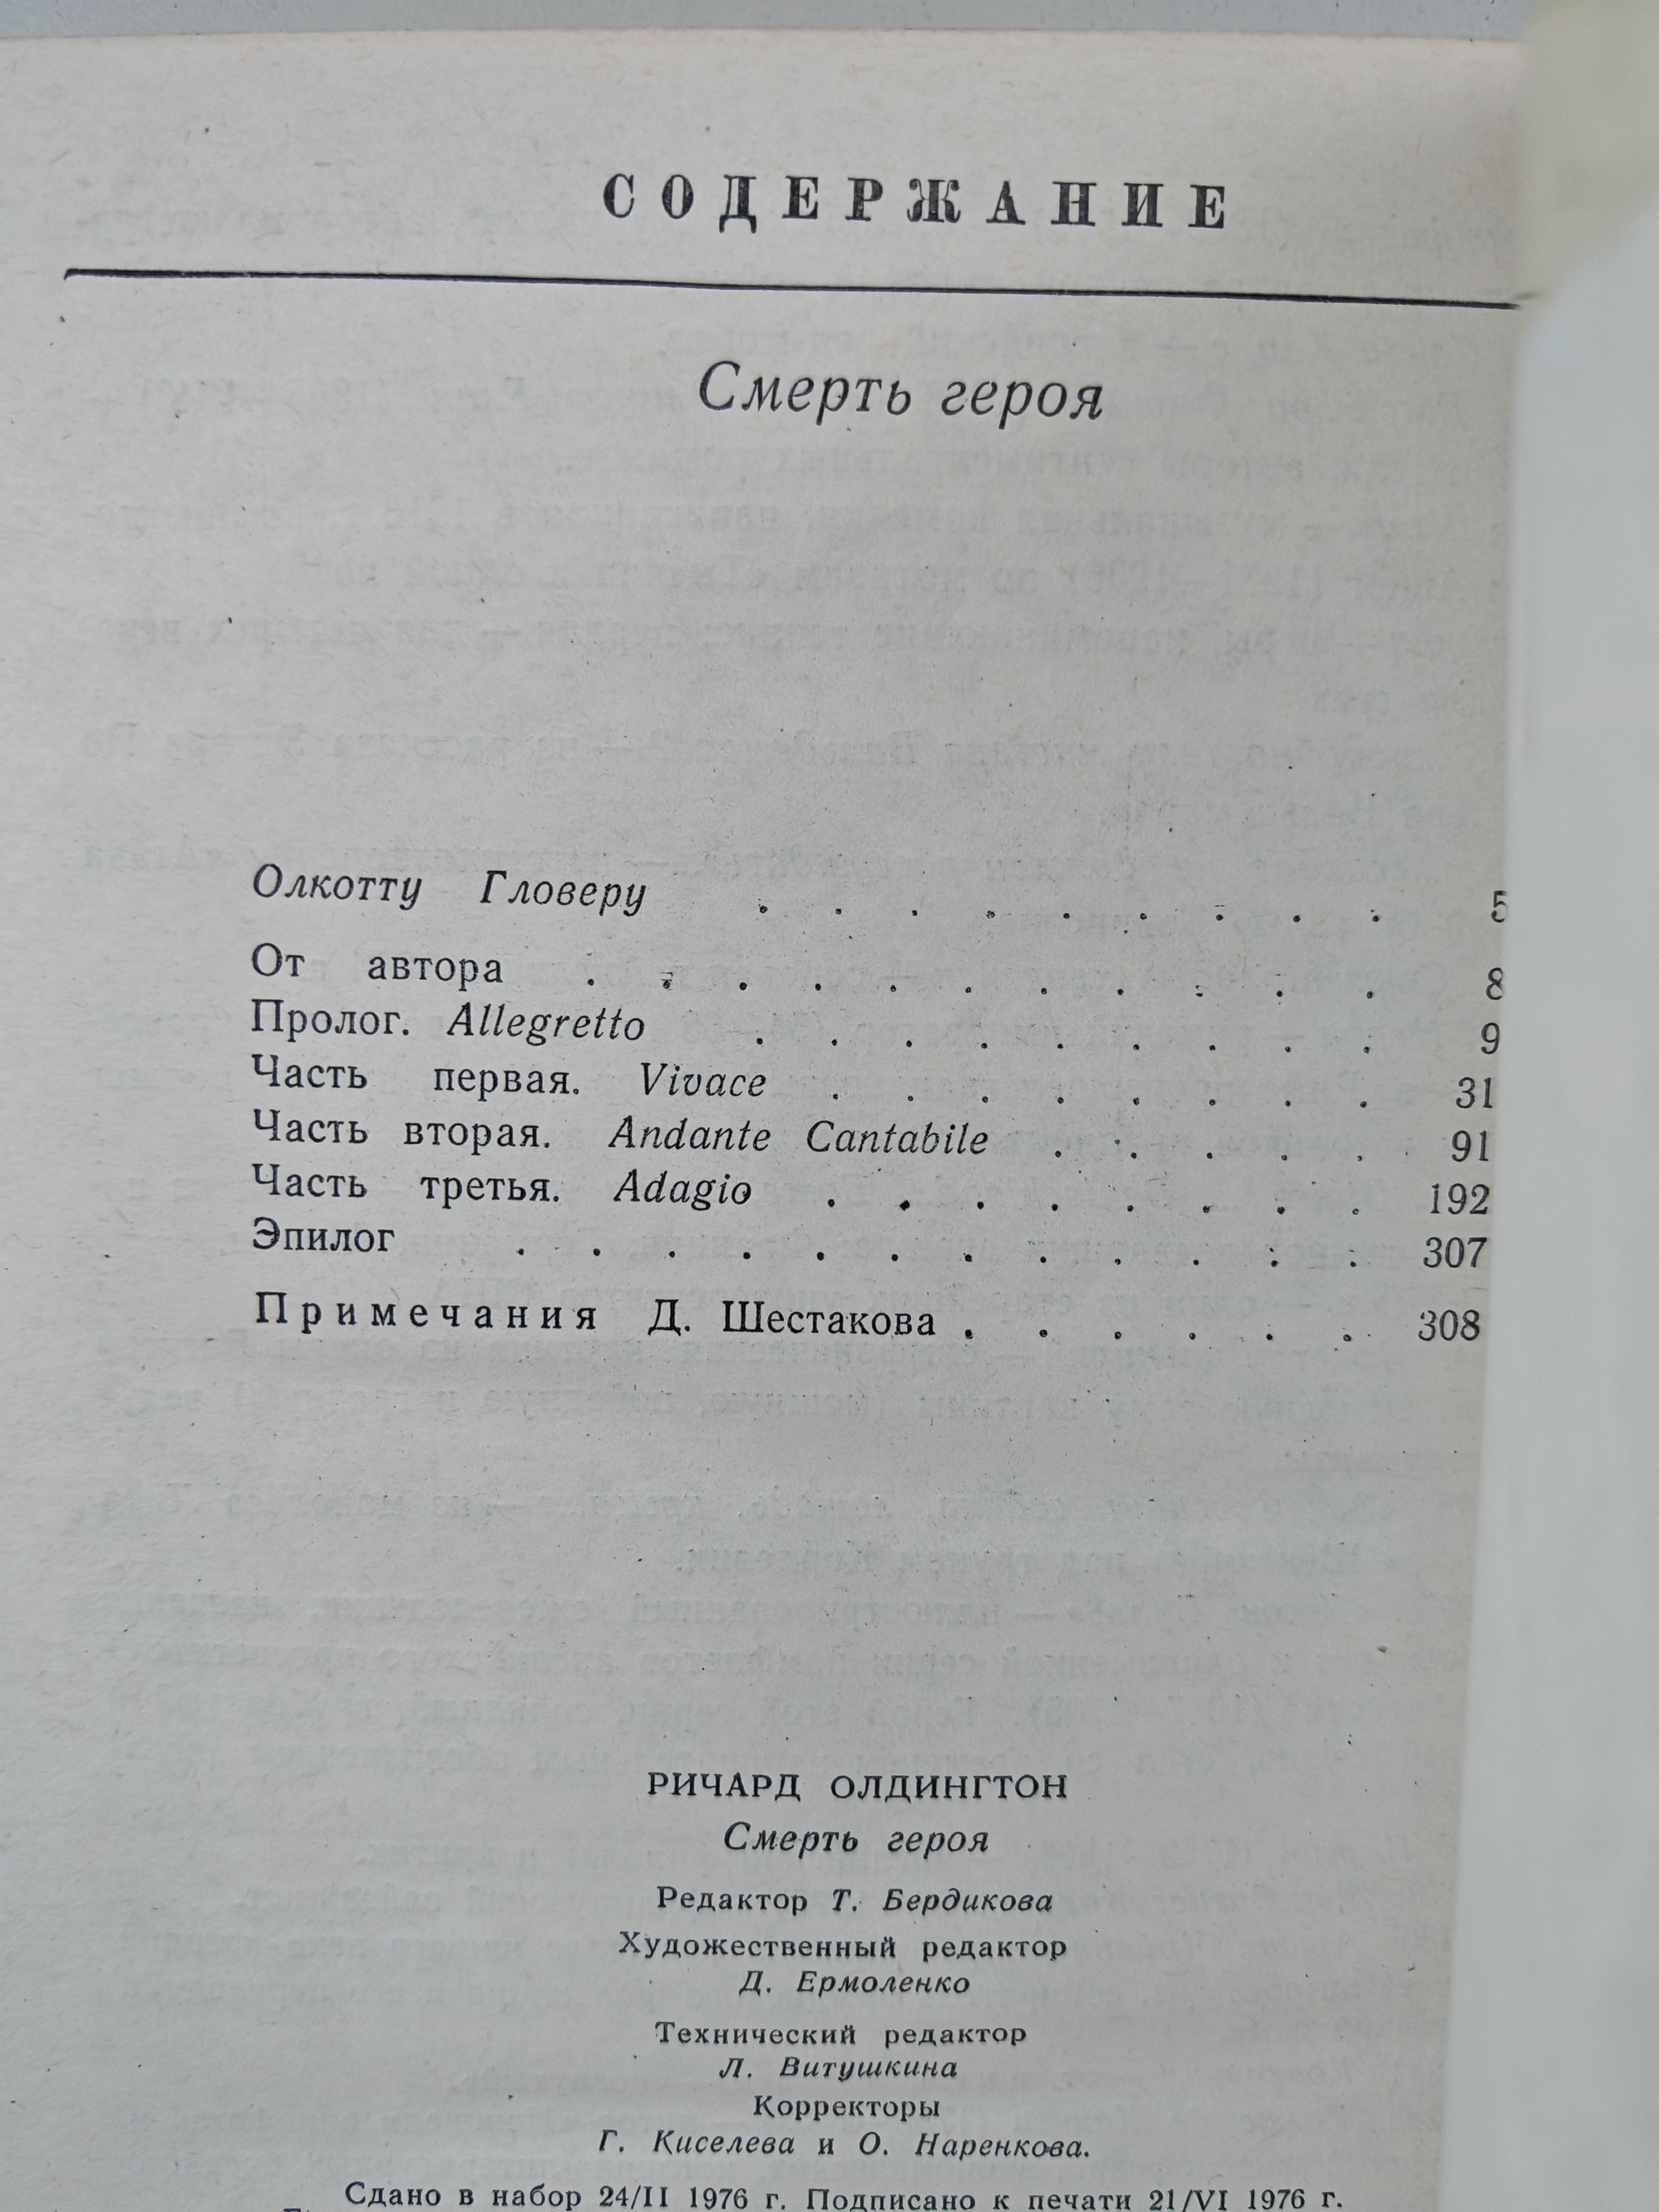 СОДЕРЖАНИЕ
Смерть героя
Олкотту Гловеру . . . . . . . . . 5
От автора . . . . . . . . . . . 8
Пролог. Allegretto . . . . . . . . . 9
Часть первая. Vivace . . . . . . . . 31
Часть вторая. Andante Cantabile . . . . . 91
Часть третья. Adagio . . . . . . . . 192
Эпилог . . . . . . . . . . . . 307
Примечания Д. Шестакова . . . . . . 308
РИЧАРД ОЛДИНГТОН
Смерть героя
Редактор Т. Бердикова
Художественный редактор
Д. Ермоленко
Технический редактор
Л. Витушкина
Корректоры
Г. Киселева и О. Наренкова.
Сдано в набор 24/II 1976 г. Подписано к печати 21/VI 1976 г.